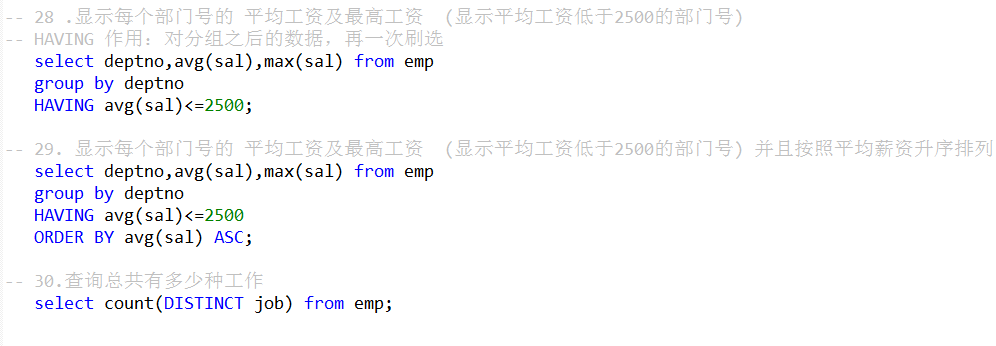 -- 28 .显示每个部门号的 平均工资及最高工资  (显示平均工资低于2500的部门号)
-- HAVING 作用：对分组之后的数据，再一次刷选
select deptno,avg(sal),max(sal) from emp
group by deptno
HAVING avg(sal)<=2500;
-- 29. 显示每个部门号的 平均工资及最高工资  (显示平均工资低于2500的部门号) 并且按照平均薪资升序排列
select deptno,avg(sal),max(sal) from emp
group by deptno
HAVING avg(sal)<=2500
ORDER BY avg(sal) ASC;
-- 30.查询总共有多少种工作
select count(DISTINCT job) from emp;